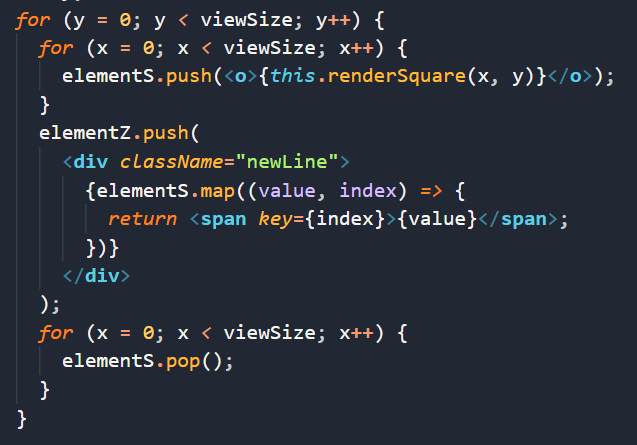 for (y = 0; y < viewSize; y++) {
  for (x = 0; x < viewSize; x++) {
    elementS.push(<o>{this.renderSquare(x, y)}</o>);
  }
  elementZ.push(
    <div className="newLine">
      {elementS.map((value, index) => {
        return <span key={index}>{value}</span>;
      })}
    </div>
  );
  for (x = 0; x < viewSize; x++) {
    elementS.pop();
  }
}